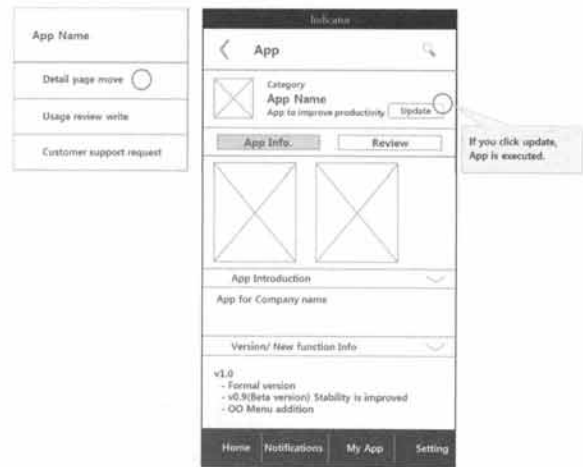 App Name
Detail page move
Usage review write
Customer support request
Indicator
App
Category
App Name
App to improve productivity
Update
App Info.
Review
If you click update,
App is executed.
App Introduction
App for Company name
Version/ New function Info
v1.0
- Formal version
- v0.9(Beta version) Stability is improved
- OO Menu addition
Home
Notifications
My App
Setting